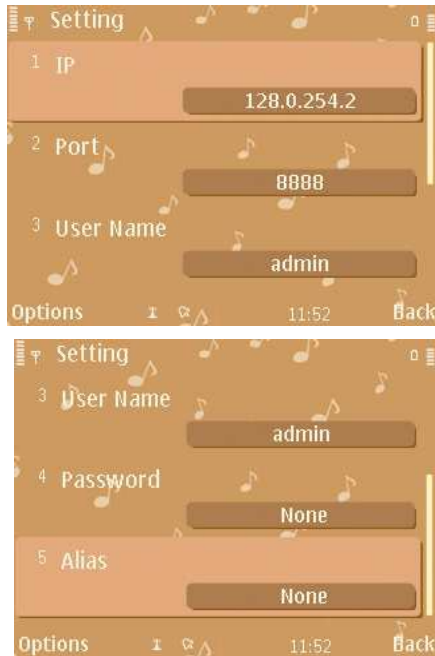 Setting
1 IP
128.0.254.2
2 Port
8888
3 User Name
admin
Options 11:52 Back
Setting
3 User Name
admin
4 Password
None
5 Alias
None
Options 11:52 Back